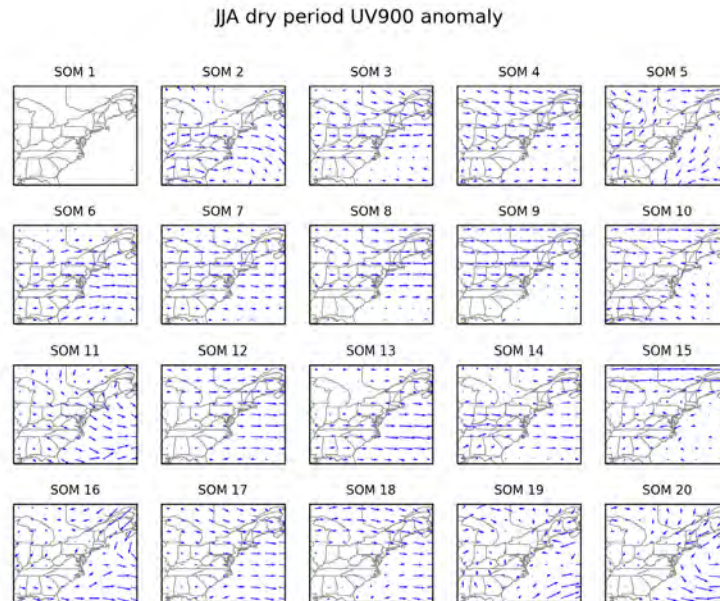 JJA dry period UV900 anomaly
SOM 1 SOM 2 SOM 3 SOM 4 SOM 5
SOM 6 SOM 7 SOM 8 SOM 9 SOM 10
SOM 11 SOM 12 SOM 13 SOM 14 SOM 15
SOM 16 SOM 17 SOM 18 SOM 19 SOM 20